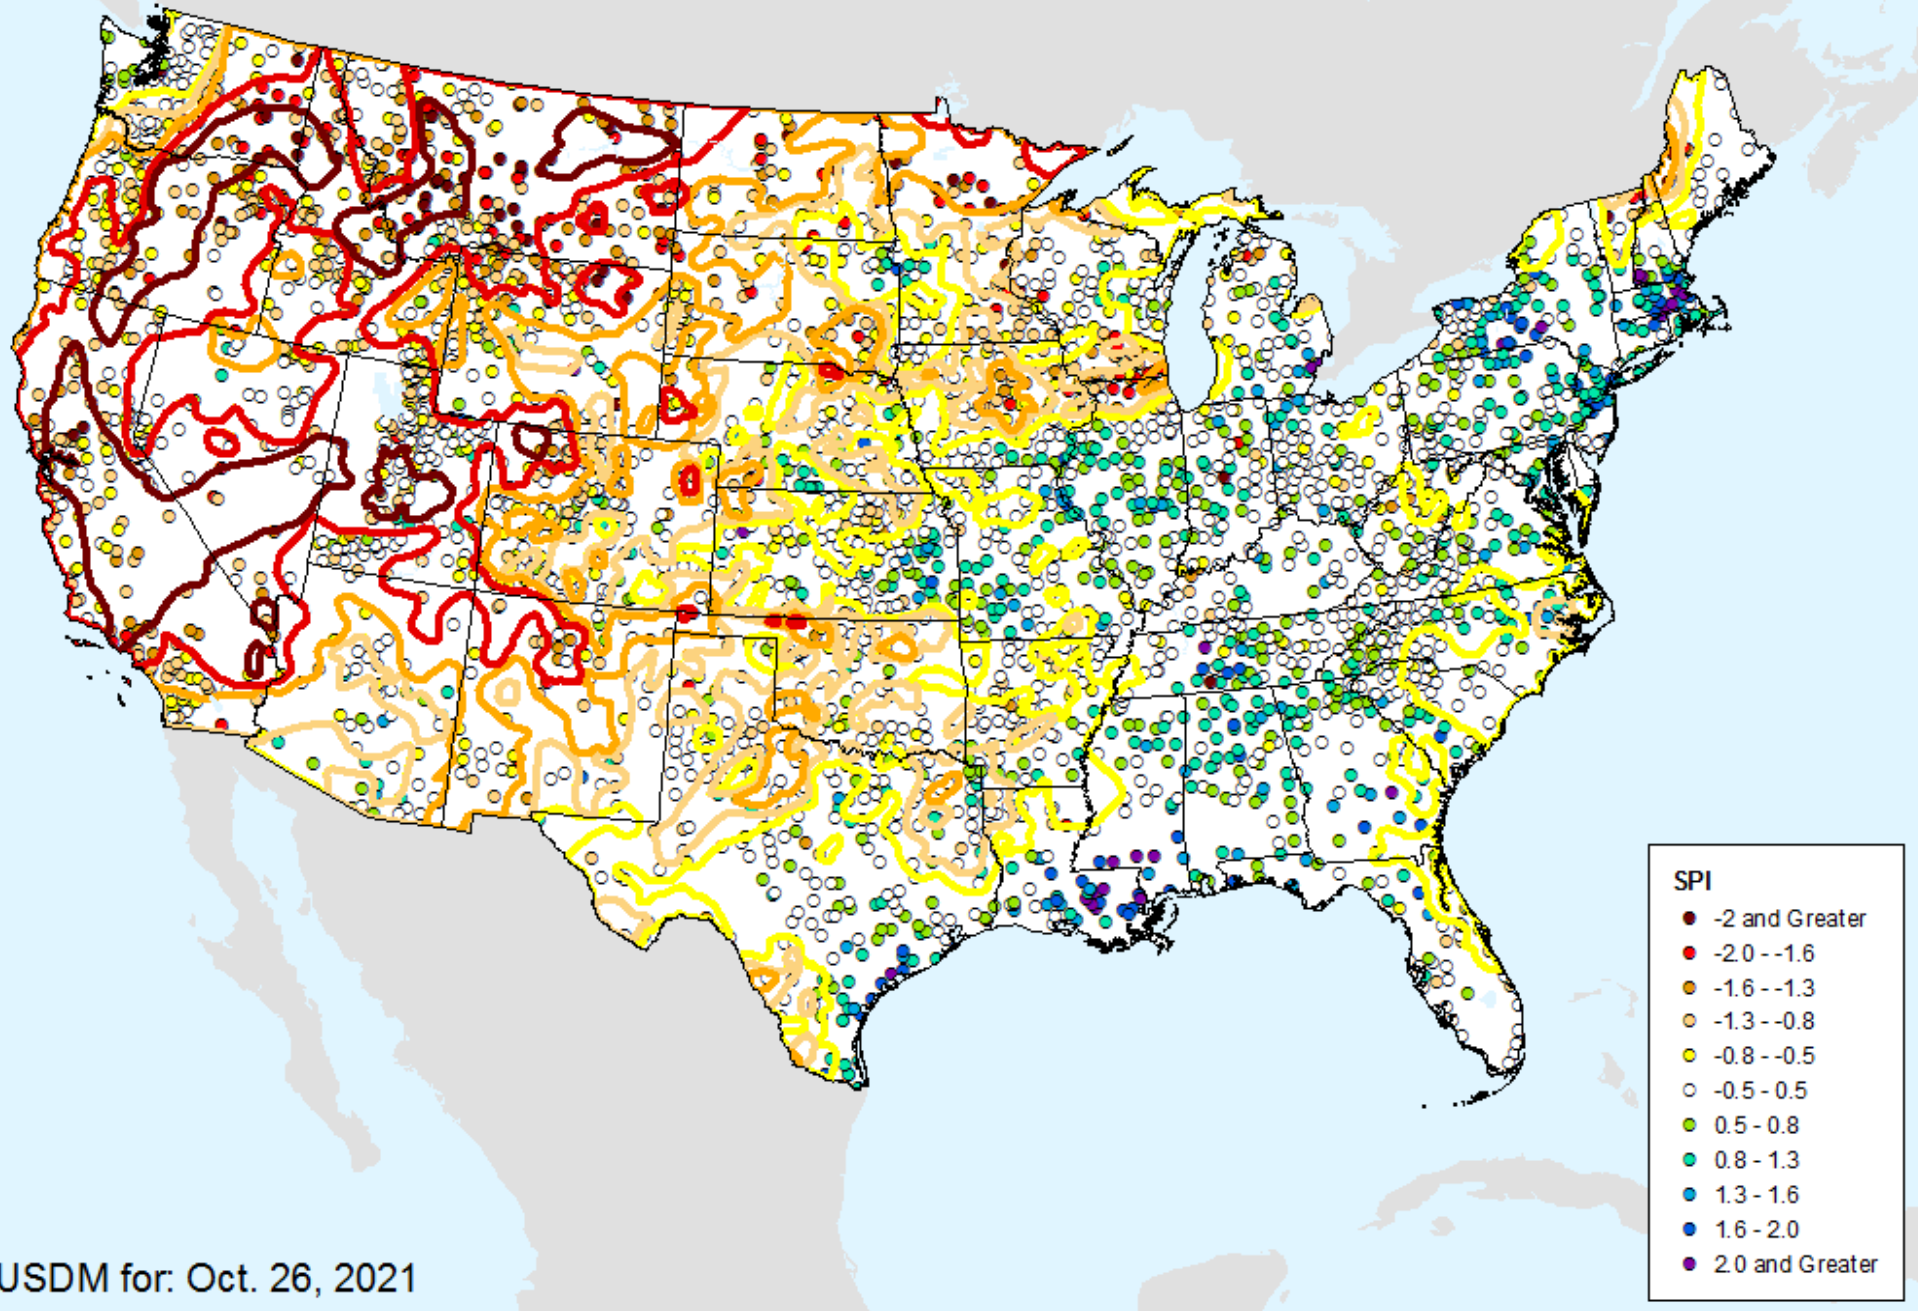 SPI
-2 and Greater
-2.0 - -1.6
-1.6 - -1.3
-1.3 - -0.8
-0.8 - -0.5
-0.5 - 0.5
0.5 - 0.8
0.8 - 1.3
1.3 - 1.6
1.6 - 2.0
2.0 and Greater
USDM for: Oct. 26, 2021